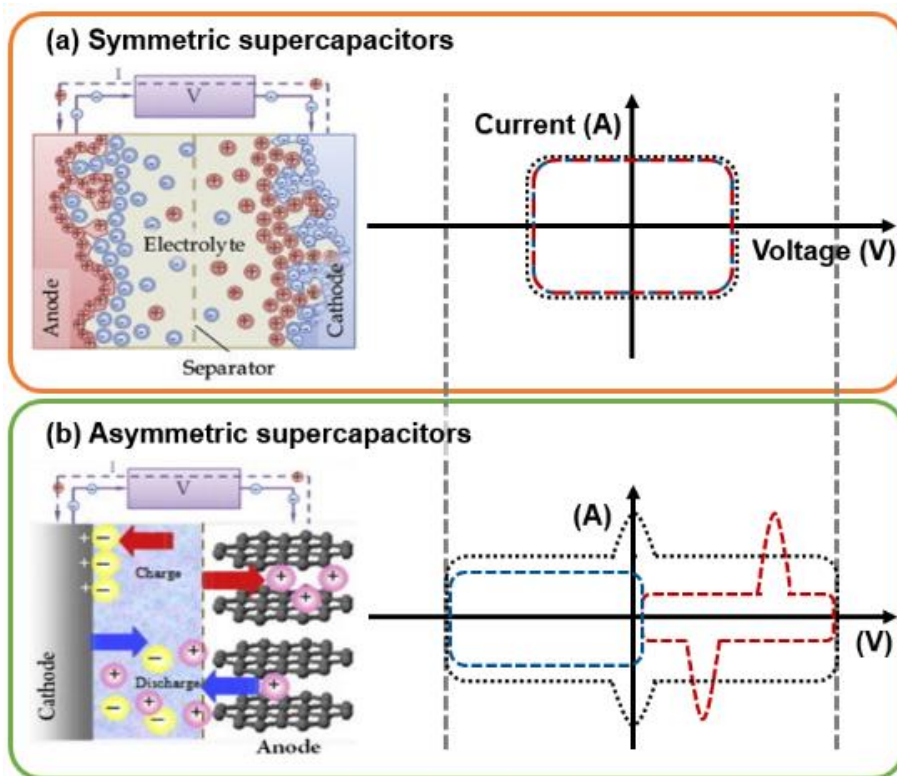 (a) Symmetric supercapacitors
I
V
Current (A)
Voltage (V)
Electrolyte
Anode
Cathode
Separator
(b) Asymmetric supercapacitors
I
V
(A)
(V)
Charge
Discharge
Cathode
Anode